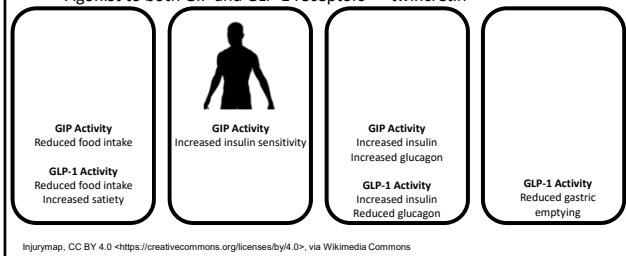 Agonist to both GIP and GLP-1 receptors – "twincretin"
GIP Activity
Reduced food intake
GLP-1 Activity
Reduced food intake
Increased satiety
GIP Activity
Increased insulin sensitivity
GIP Activity
Increased insulin
Increased glucagon
GLP-1 Activity
Increased insulin
Reduced glucagon
GLP-1 Activity
Reduced gastric
emptying
Injurymap, CC BY 4.0 <https://creativecommons.org/licenses/by/4.0>, via Wikimedia Commons